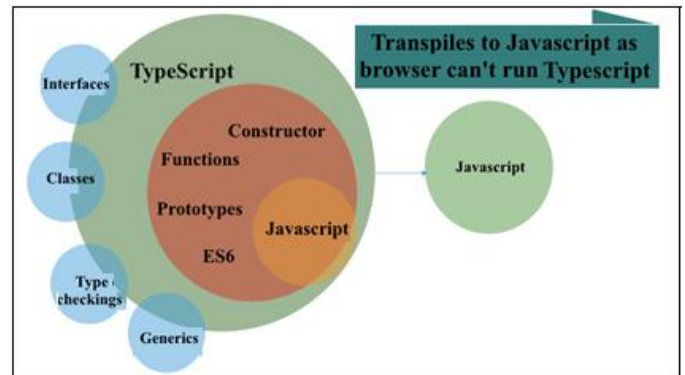 Transpiles to Javascript as
browser can't run Typescript
TypeScript
Interfaces
Constructor
Functions
Classes
Javascript
Prototypes
Javascript
ES6
Type
checkings
Generics